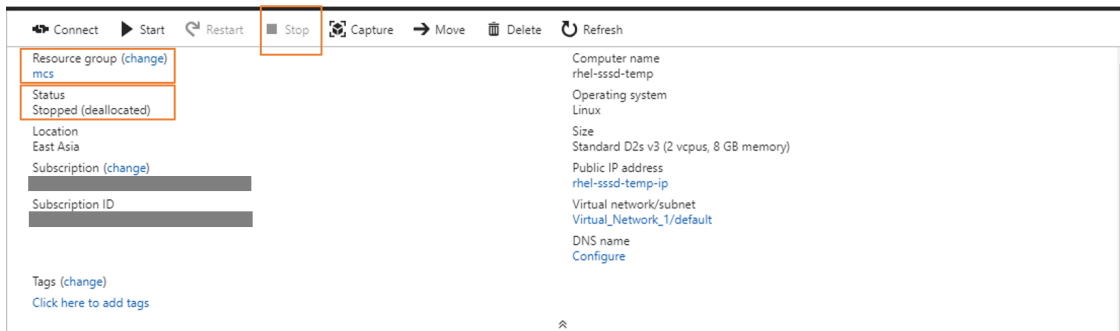 Connect Start Restart Stop Capture Move Delete Refresh
Resource group (change)
mcs
Status
Stopped (deallocated)
Location
East Asia
Subscription (change)
Subscription ID
Tags (change)
Click here to add tags
Computer name
rhel-sssd-temp
Operating system
Linux
Size
Standard D2s v3 (2 vcpus, 8 GB memory)
Public IP address
rhel-sssd-temp-ip
Virtual network/subnet
Virtual_Network_1/default
DNS name
Configure